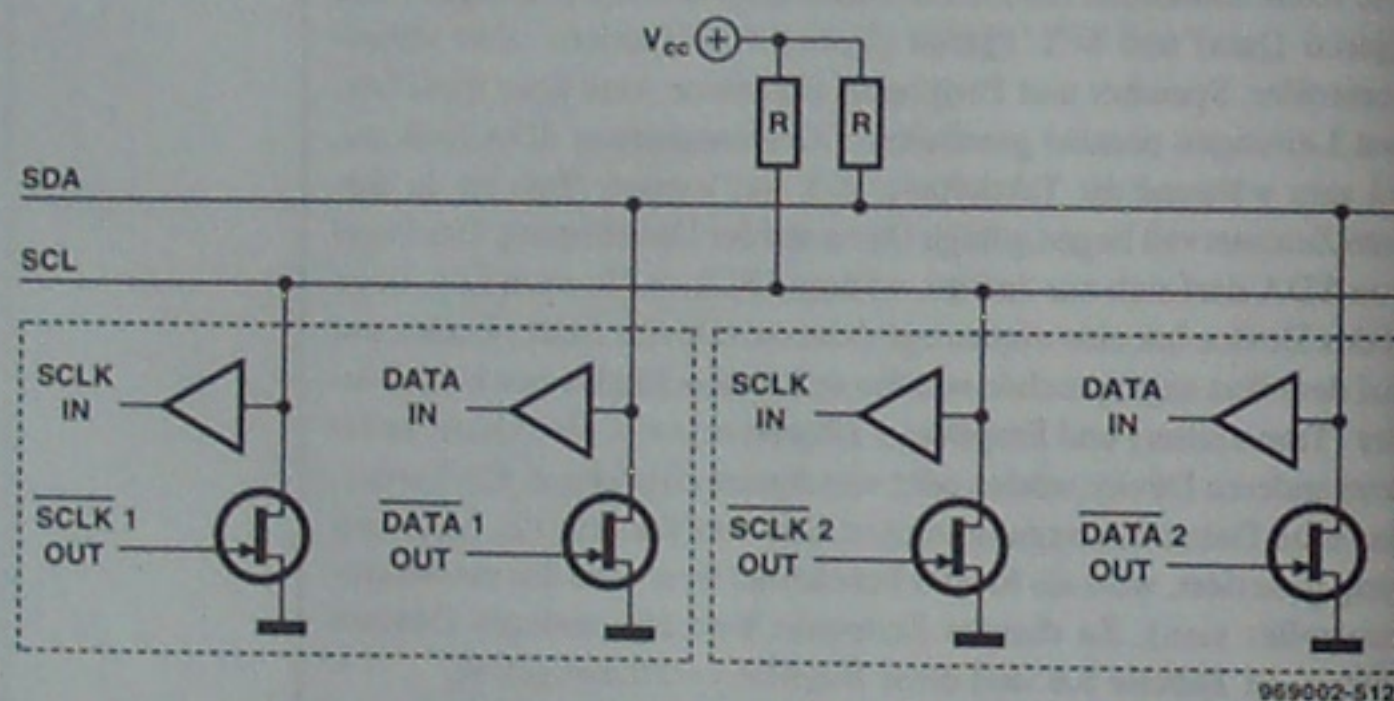 Vcc
R R
SDA
SCL
SCLK
IN
DATA
IN
SCLK
IN
DATA
IN
SCLK 1
OUT
DATA 1
OUT
SCLK 2
OUT
DATA 2
OUT
969002-512